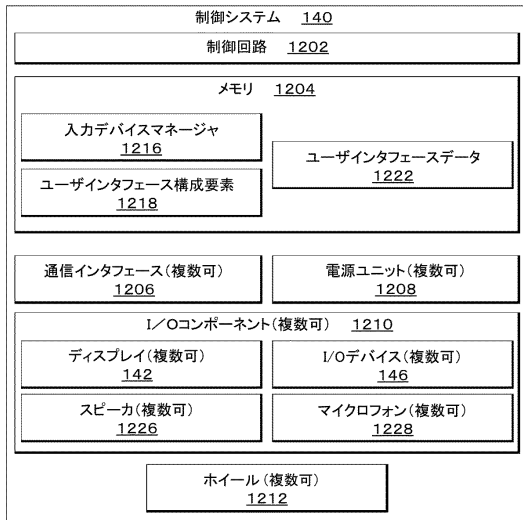 制御システム 140
制御回路 1202
メモリ 1204
入力デバイスマネージャ
1216
ユーザインタフェース構成要素
1218
ユーザインタフェースデータ
1222
通信インタフェース(複数可)
1206
電源ユニット(複数可)
1208
I/Oコンポーネント(複数可) 1210
ディスプレイ(複数可)
142
I/Oデバイス(複数可)
146
スピーカ(複数可)
1226
マイクロフォン(複数可)
1228
ホイール(複数可)
1212